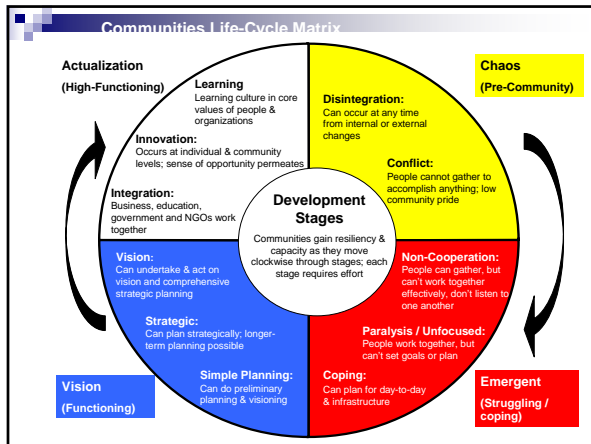 Communities Life-Cycle Matrix
Actualization
(High-Functioning)
Learning
Learning culture in core
values of people &
organizations
Innovation:
Occurs at individual & community
levels; sense of opportunity permeates
Integration:
Business, education,
government and NGOs work
together
Chaos
(Pre-Community)
Disintegration:
Can occur at any time
from internal or external
changes
Conflict:
People cannot gather to
accomplish anything; low
community pride
Development
Stages
Communities gain resiliency &
capacity as they move
clockwise through stages; each
stage requires effort
Non-Cooperation:
People can gather, but
can't work together
effectively, don't listen to
one another
Paralysis / Unfocused:
People work together, but
can't set goals or plan
Coping:
Can plan for day-to-day
& infrastructure
Emergent
(Struggling /
coping)
Vision:
Can undertake & act on
vision and comprehensive
strategic planning
Strategic:
Can plan strategically; longer-
term planning possible
Simple Planning:
Can do preliminary
planning & visioning
Vision
(Functioning)